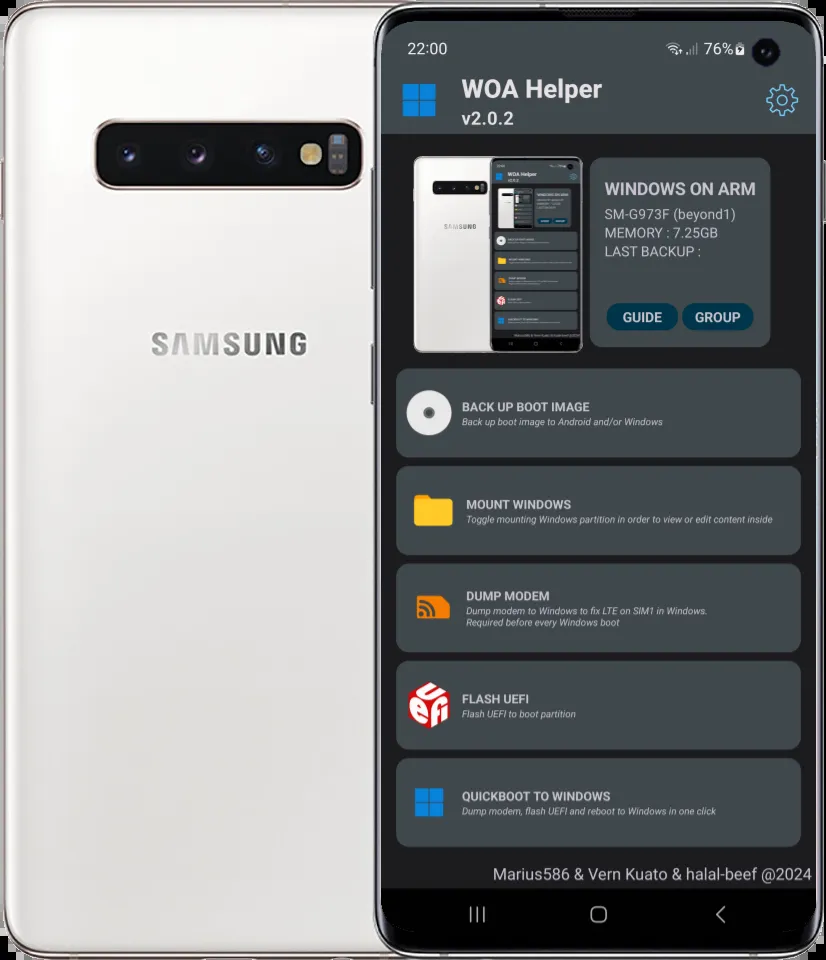 SAMSUNG
22:00
76%
WOA Helper
v2.0.2
WOA Helper
SAMSUNG
WINDOWS ON ARM
SM-G973F (beyond1)
MEMORY : 7.25GB
LAST BACKUP :
GUIDE GROUP
BACK UP BOOT IMAGE
Back up boot image to Android and/or Windows
MOUNT WINDOWS
Toggle mounting Windows partition in order to view or edit content inside
DUMP MODEM
Dump modem to Windows to fix LTE on SIM1 in Windows.
Required before every Windows boot
UEFI
FLASH UEFI
Flash UEFI to boot partition
QUICKBOOT TO WINDOWS
Dump modem, flash UEFI and reboot to Windows in one click
Marius586 & Vern Kuato & halal-beef @2024